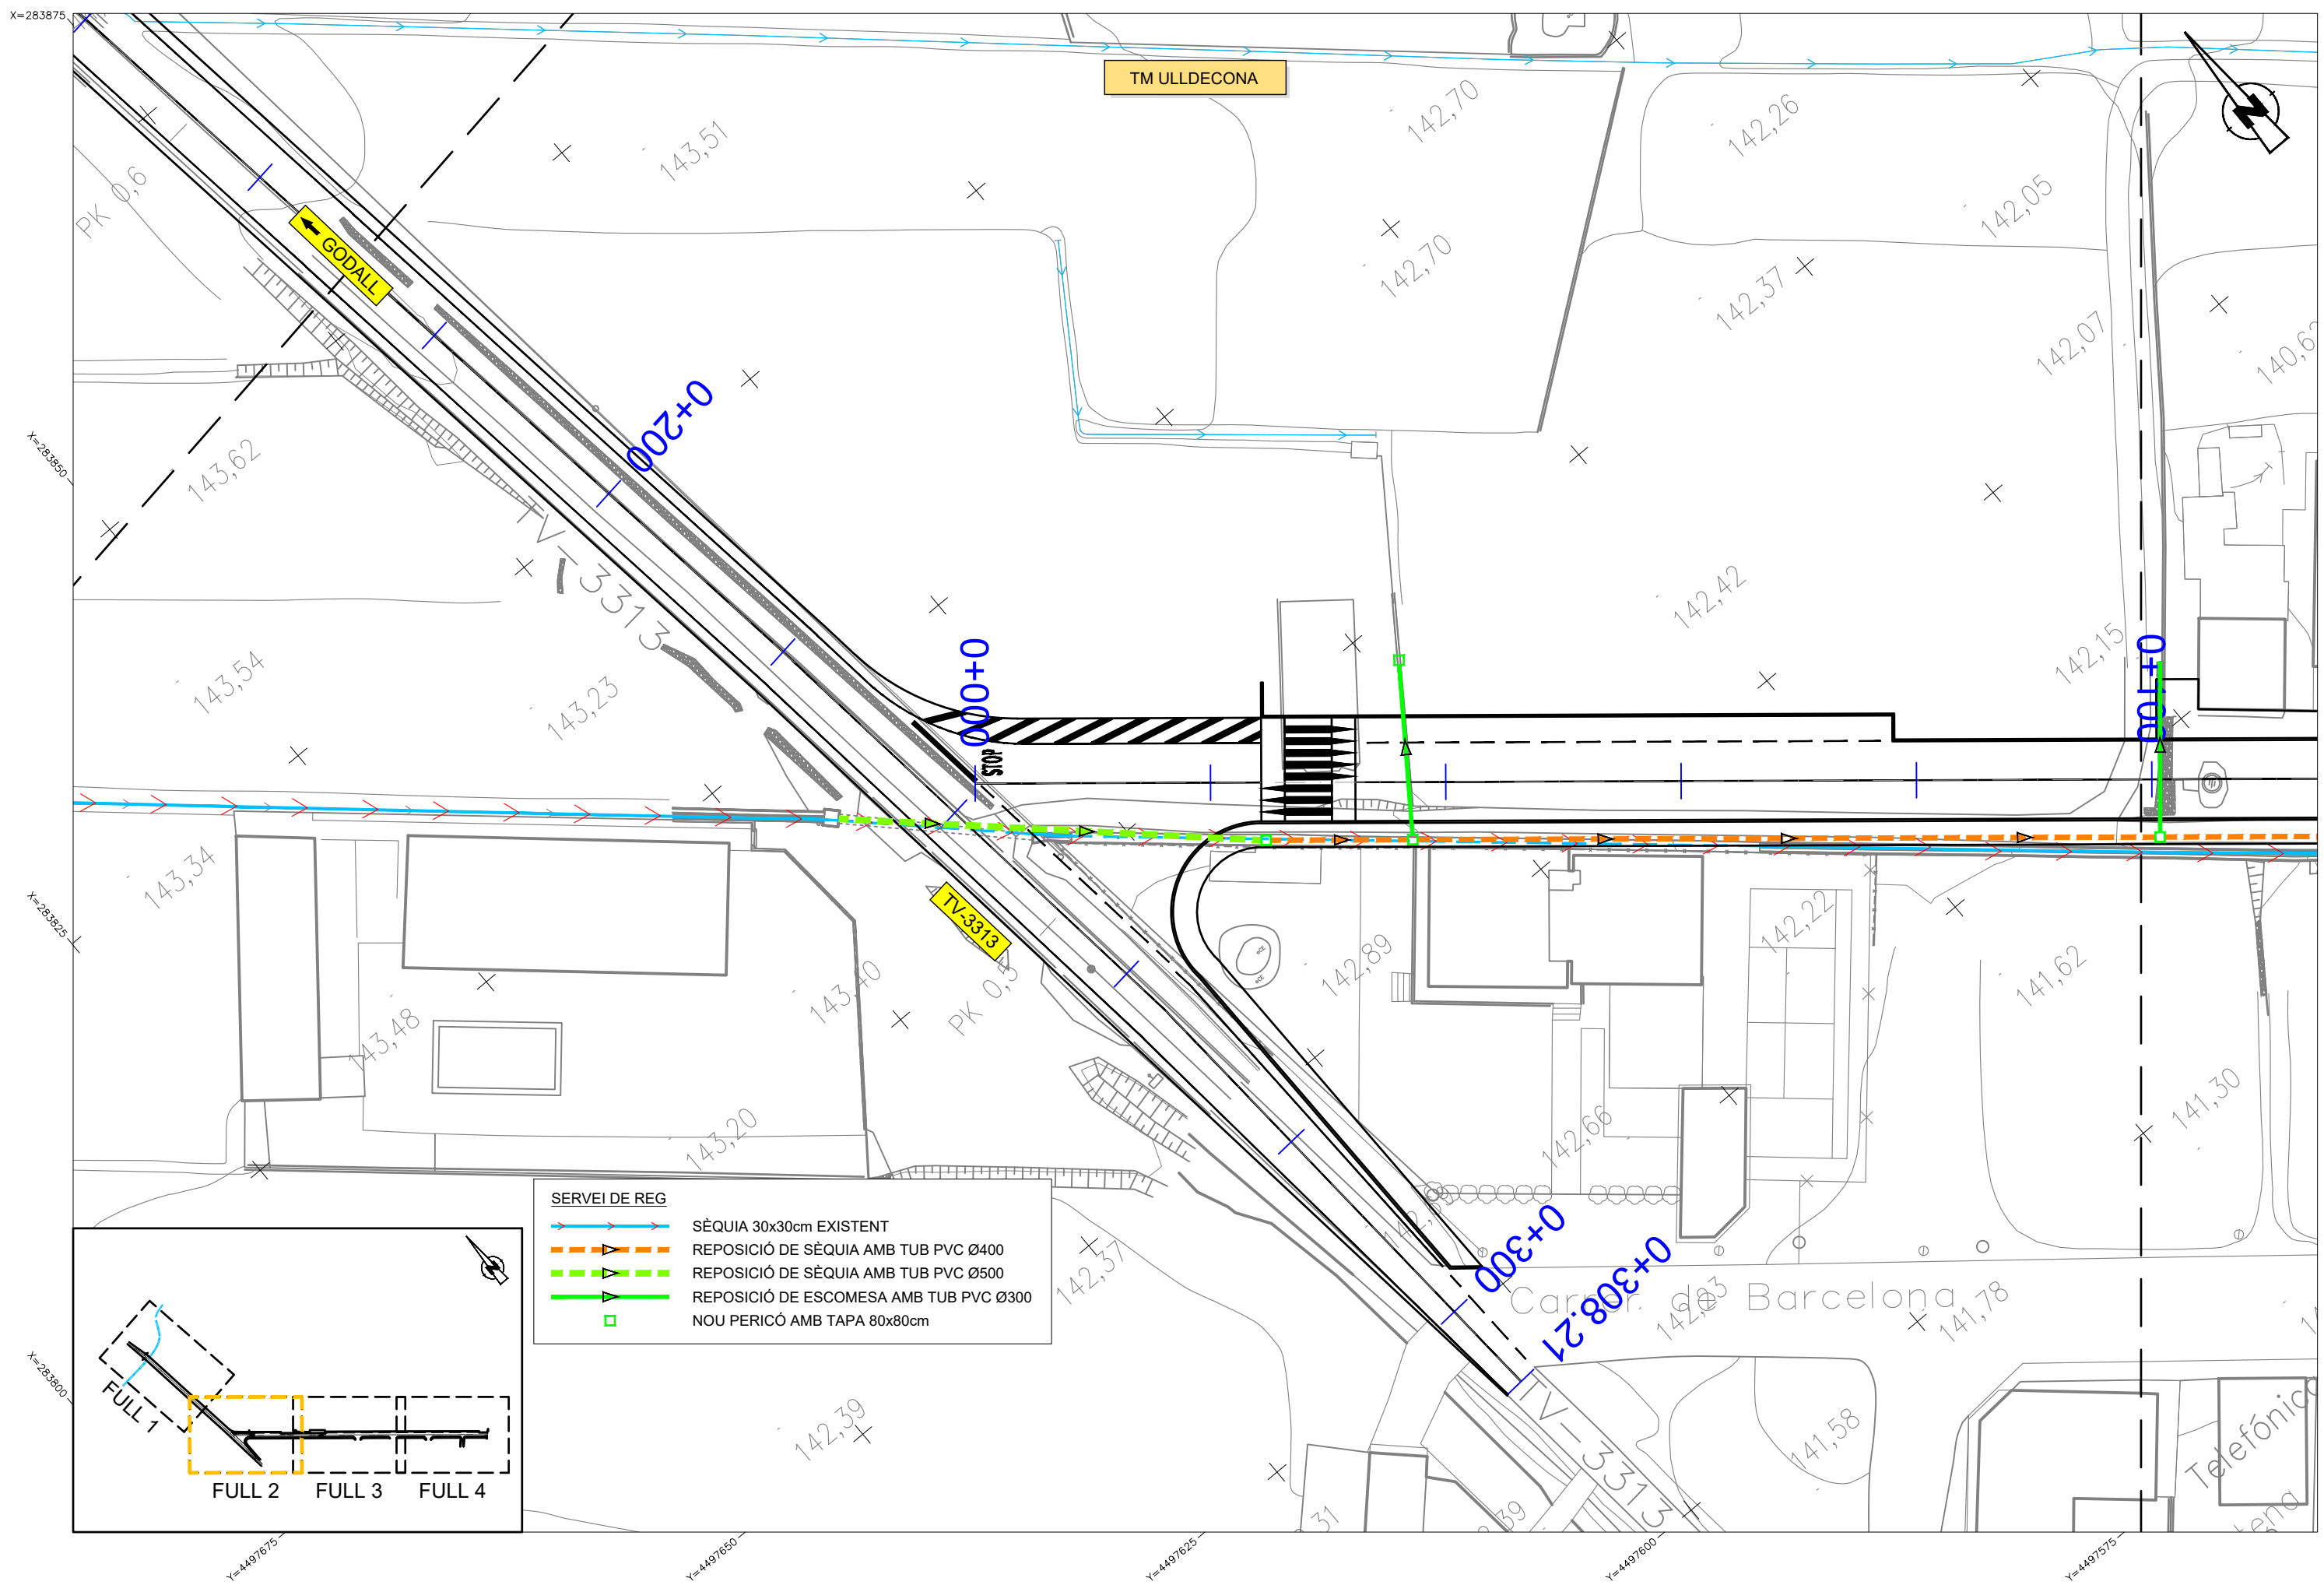 X=283875
TM ULLDECONA
142,70
142,26
143,51
PK 0,6
142,05
GODALL
142,70
142,37
142,07
0+200
X=283850
143,62
TV-3313
142,42
0+000
142,15
0+100
143,54
143,23
STOP
143,34
X=283825
TV-3313
142,22
142,89
141,62
143,40
PK 0,5
143,48
141,30
143,20
142,66
SERVEI DE REG
SÈQUIA 30x30cm EXISTENT
REPOSICIÓ DE SÈQUIA AMB TUB PVC Ø400
REPOSICIÓ DE SÈQUIA AMB TUB PVC Ø500
REPOSICIÓ DE ESCOMESA AMB TUB PVC Ø300
NOU PERICÓ AMB TAPA 80x80cm
142,37
0+300
0+308.21
Carrer de Barcelona
141,78
N
X=283800
FULL 1
FULL 2
FULL 3
FULL 4
142,39
141,58
TV-3313
Telefónica
Y=4497675
Y=4497650
Y=4497625
Y=4497600
Y=4497575